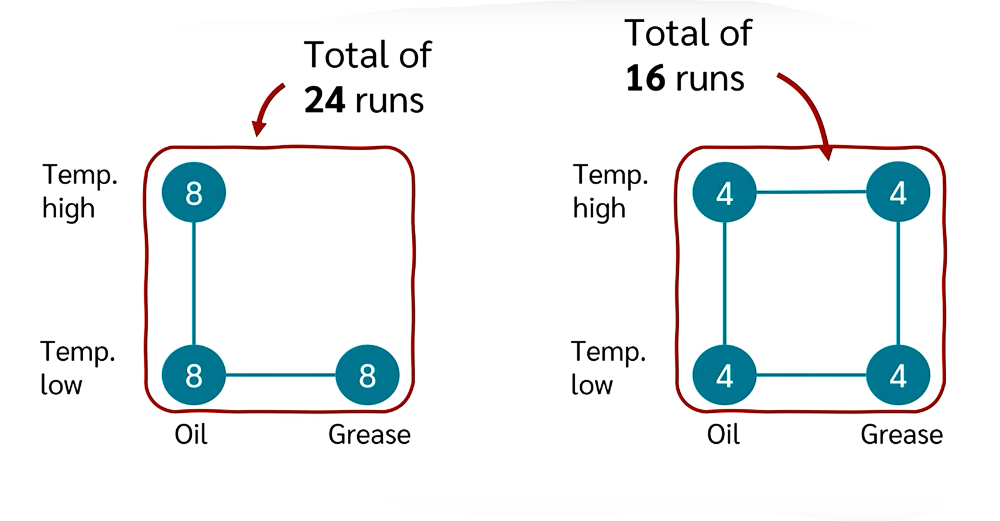 Total of
24 runs
Temp.
high
8
Temp.
low
8
8
Oil
Grease
Total of
16 runs
Temp.
high
4
4
Temp.
low
4
4
Oil
Grease